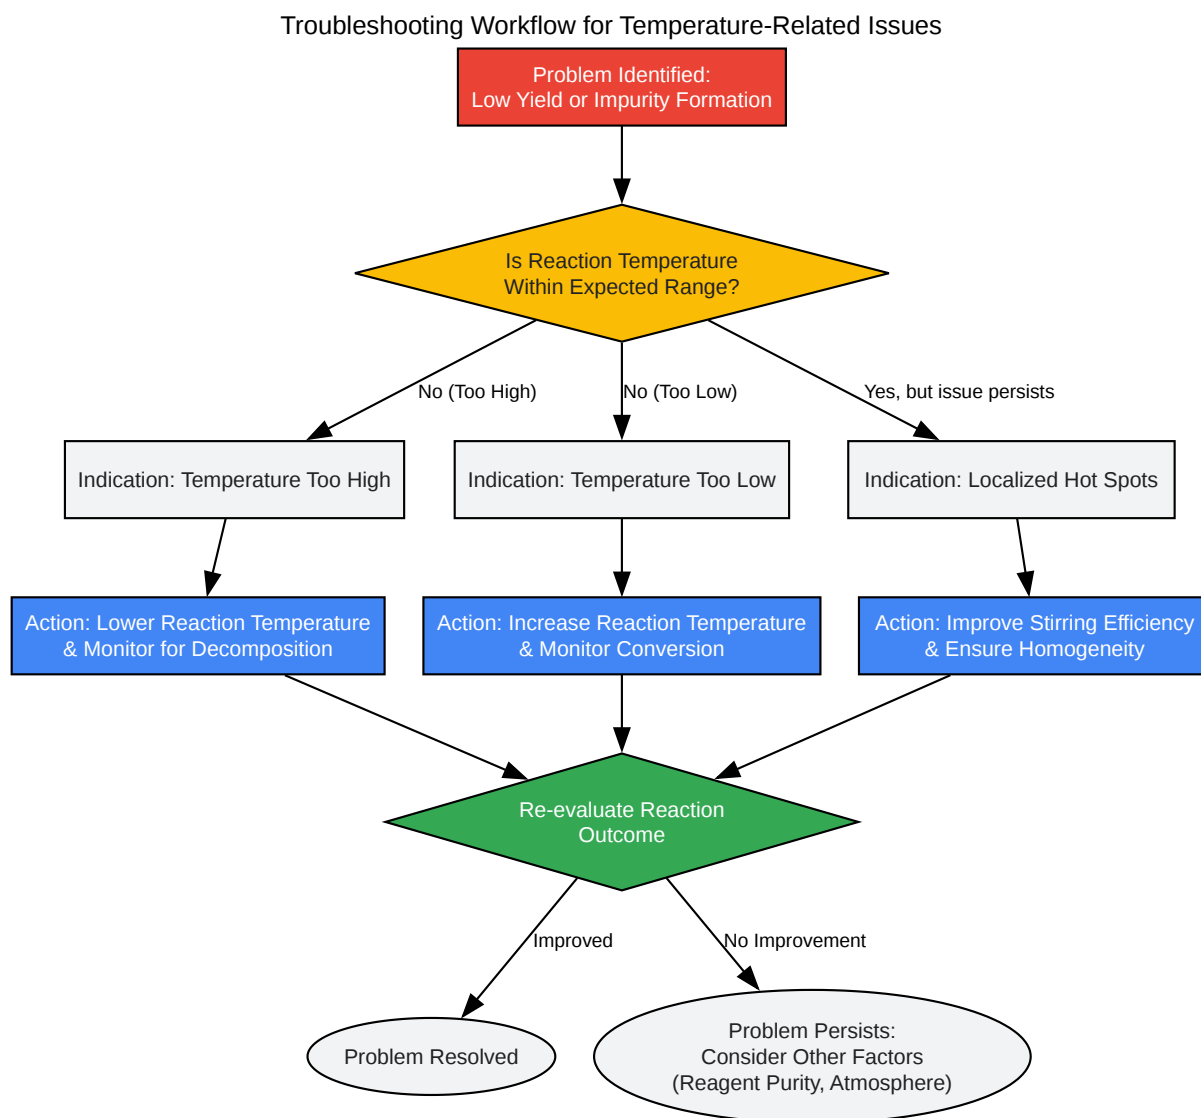 Troubleshooting Workflow for Temperature-Related Issues
Problem Identified:
Low Yield or Impurity Formation
Is Reaction Temperature
Within Expected Range?
No (Too High)
No (Too Low)
Yes, but issue persists
Indication: Temperature Too High
Indication: Temperature Too Low
Indication: Localized Hot Spots
Action: Lower Reaction Temperature
& Monitor for Decomposition
Action: Increase Reaction Temperature
& Monitor Conversion
Action: Improve Stirring Efficiency
& Ensure Homogeneity
Re-evaluate Reaction
Outcome
Improved
No Improvement
Problem Resolved
Problem Persists:
Consider Other Factors
(Reagent Purity, Atmosphere)